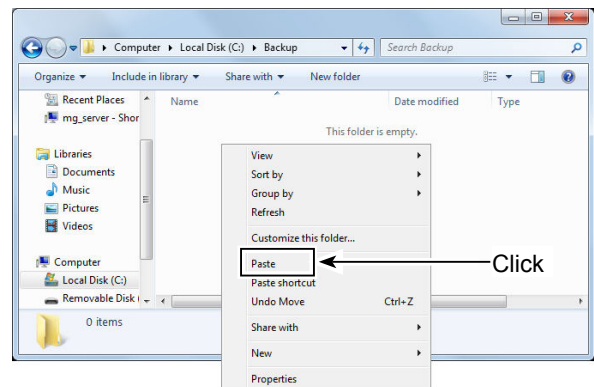 Computer ▸ Local Disk (C:) ▸ Backup
Search Backup
Organize
Include in library
Share with
New folder
Recent Places
mg_server - Shor
Libraries
Documents
Music
Pictures
Videos
Computer
Local Disk (C:)
Removable Disk (
Name
Date modified
Type
This folder is empty.
View
Sort by
Group by
Refresh
Customize this folder...
Paste
Paste shortcut
Undo Move Ctrl+Z
Share with
New
Properties
Click
0 items